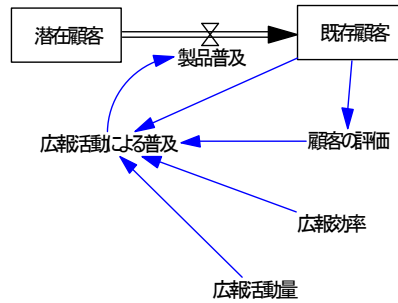 潜在顧客
既存顧客
製品普及
広報活動による普及
顧客の評価
広報効率
広報活動量